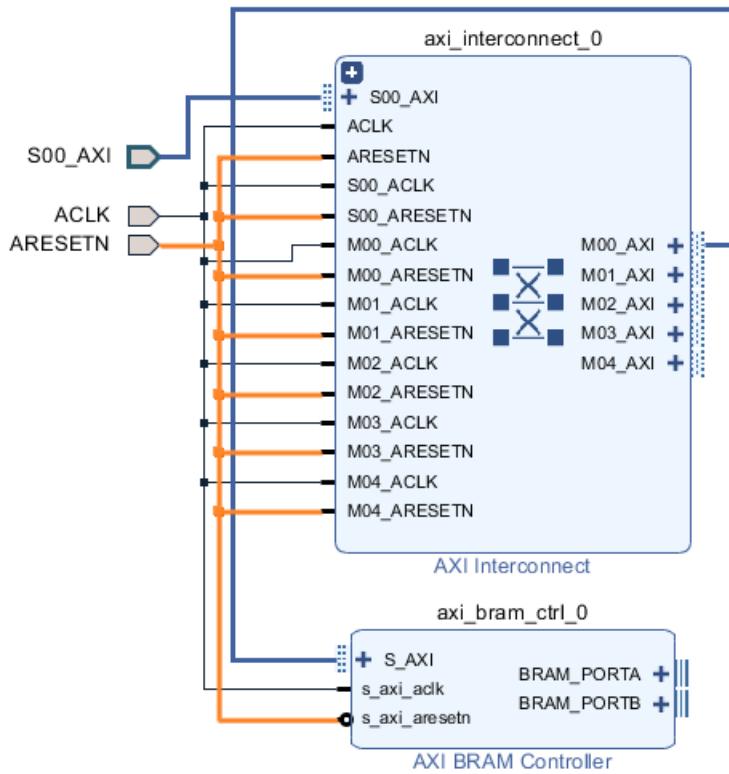 axi_interconnect_0
S00_AXI
ACLK
ARESETN
S00_AXI
ACLK
ARESETN
S00_ACLK
S00_ARESETN
M00_ACLK
M00_ARESETN
M01_ACLK
M01_ARESETN
M02_ACLK
M02_ARESETN
M03_ACLK
M03_ARESETN
M04_ACLK
M04_ARESETN
M00_AXI
M01_AXI
M02_AXI
M03_AXI
M04_AXI
AXI Interconnect
axi_bram_ctrl_0
S_AXI
s_axi_aclk
s_axi_aresetn
BRAM_PORTA
BRAM_PORTB
AXI BRAM Controller